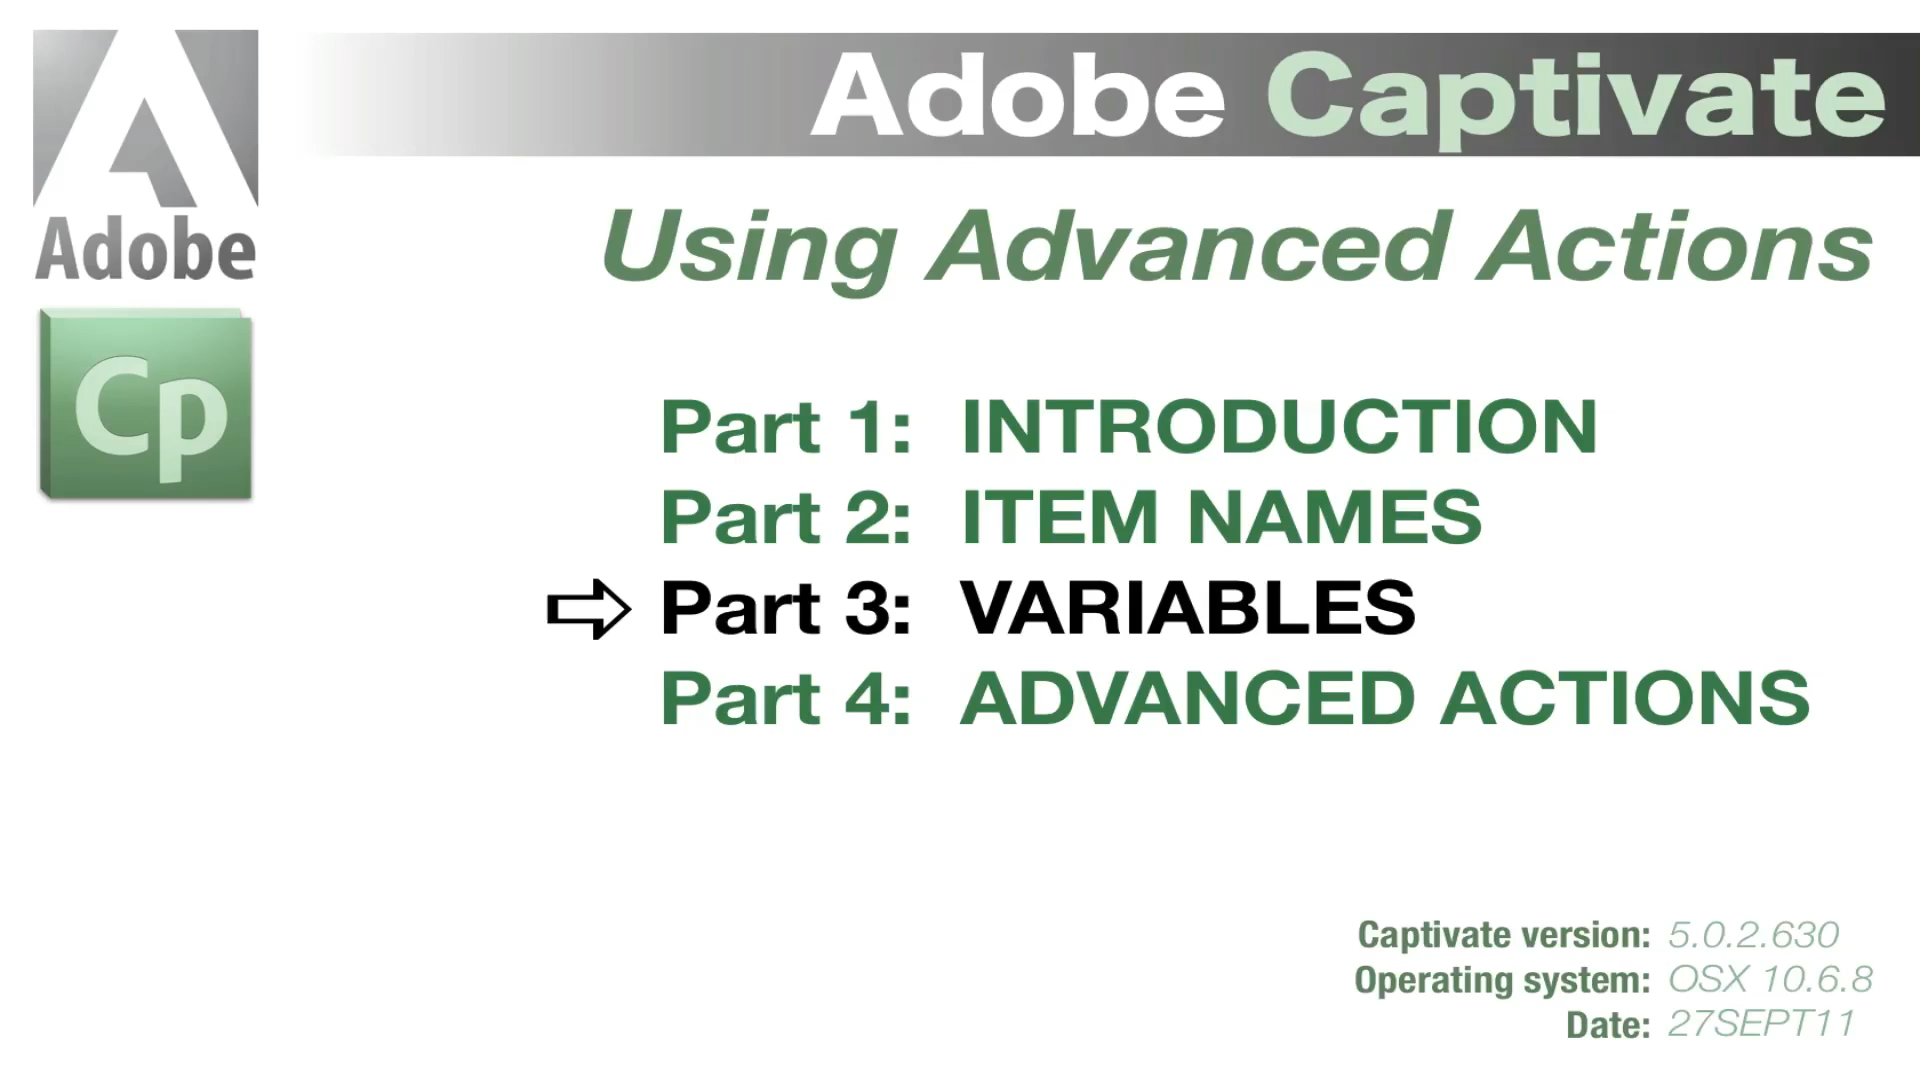 Adobe Captivate
Adobe
Using Advanced Actions
Cp
Part 1: INTRODUCTION
Part 2: ITEM NAMES
Part 3: VARIABLES
Part 4: ADVANCED ACTIONS
Captivate version: 5.0.2.630
Operating system: OSX 10.6.8
Date: 27SEPT11